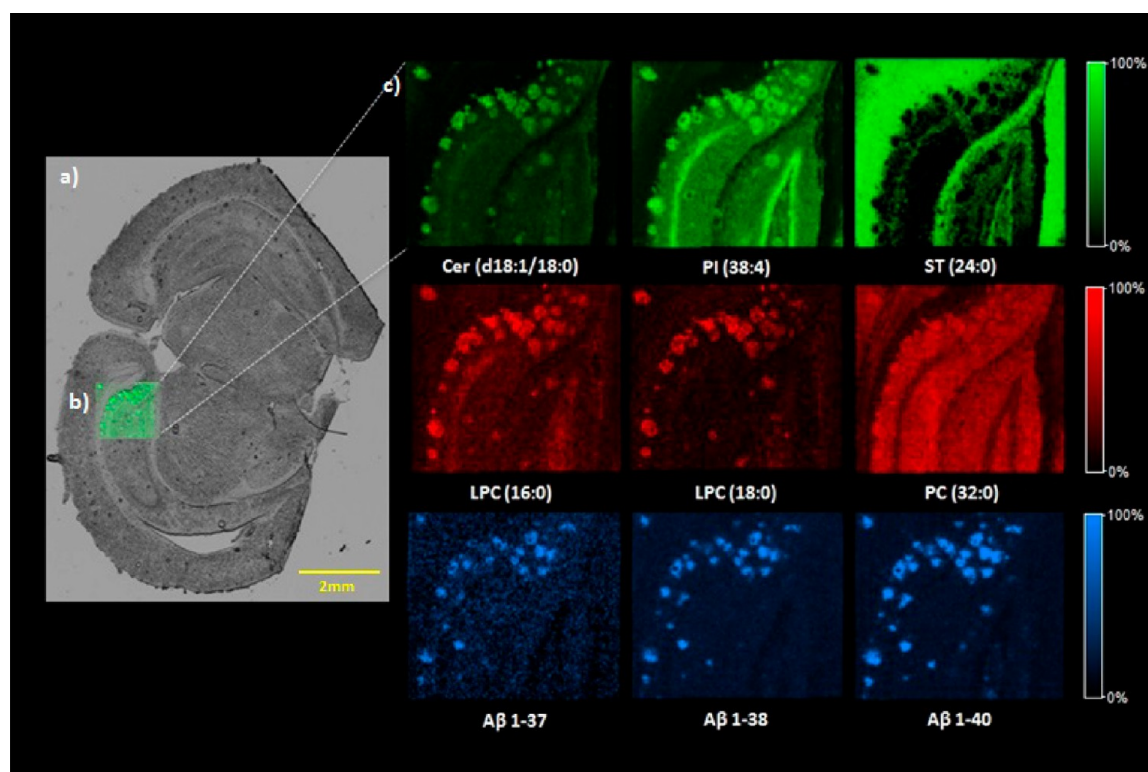 c)
100%
0%
Cer (d18:1/18:0) PI (38:4) ST (24:0)
a)
b)
2mm
100%
0%
LPC (16:0) LPC (18:0) PC (32:0)
100%
0%
Aβ 1-37 Aβ 1-38 Aβ 1-40